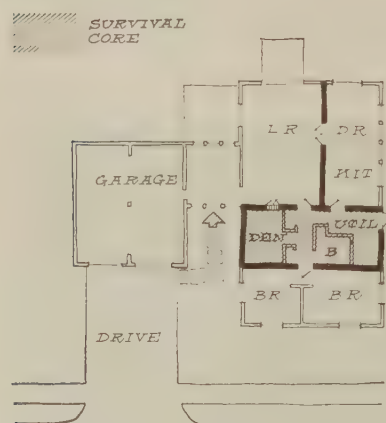 SURVIVAL
CORE
LR
DR
GARAGE
KIT
DEN
UTIL
B
BR
BR
DRIVE